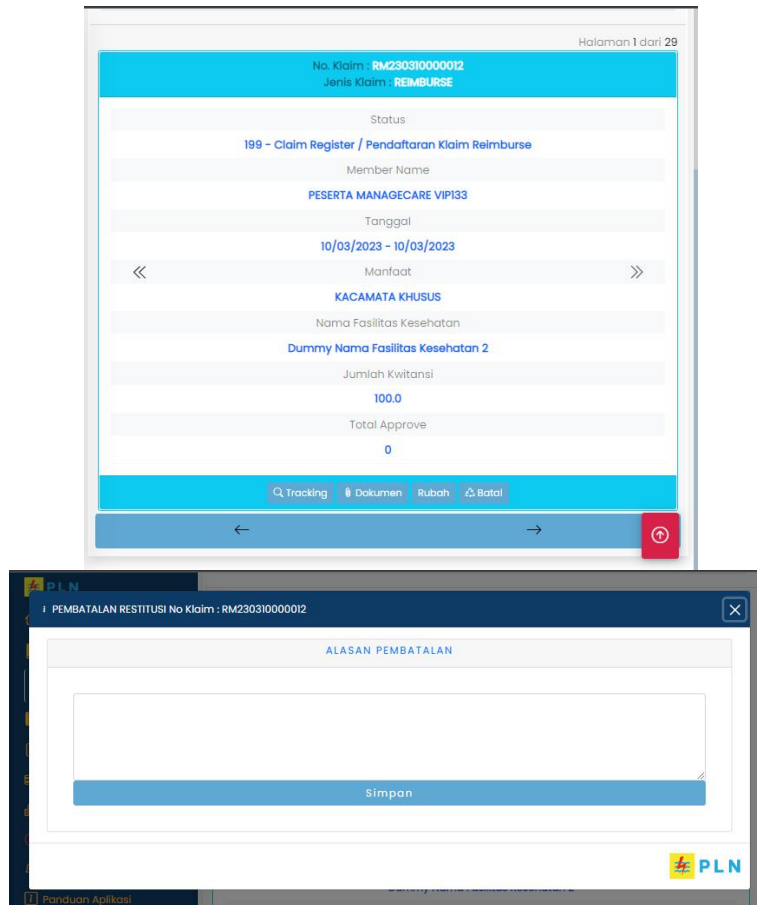 Halaman 1 dari 29
No. Klaim : RM230310000012
Jenis Klaim : REIMBURSE
Status
199 - Claim Register / Pendaftaran Klaim Reimburse
Member Name
PESERTA MANAGECARE VIP133
Tanggal
10/03/2023 - 10/03/2023
Manfaat
KACAMATA KHUSUS
Nama Fasilitas Kesehatan
Dummy Nama Fasilitas Kesehatan 2
Jumlah Kwitansi
100.0
Total Approve
0
Tracking Dokumen Rubah Batal
PLN
PEMBATALAN RESTITUSI No Klaim : RM230310000012
ALASAN PEMBATALAN
Simpan
PLN
Panduan Aplikasi